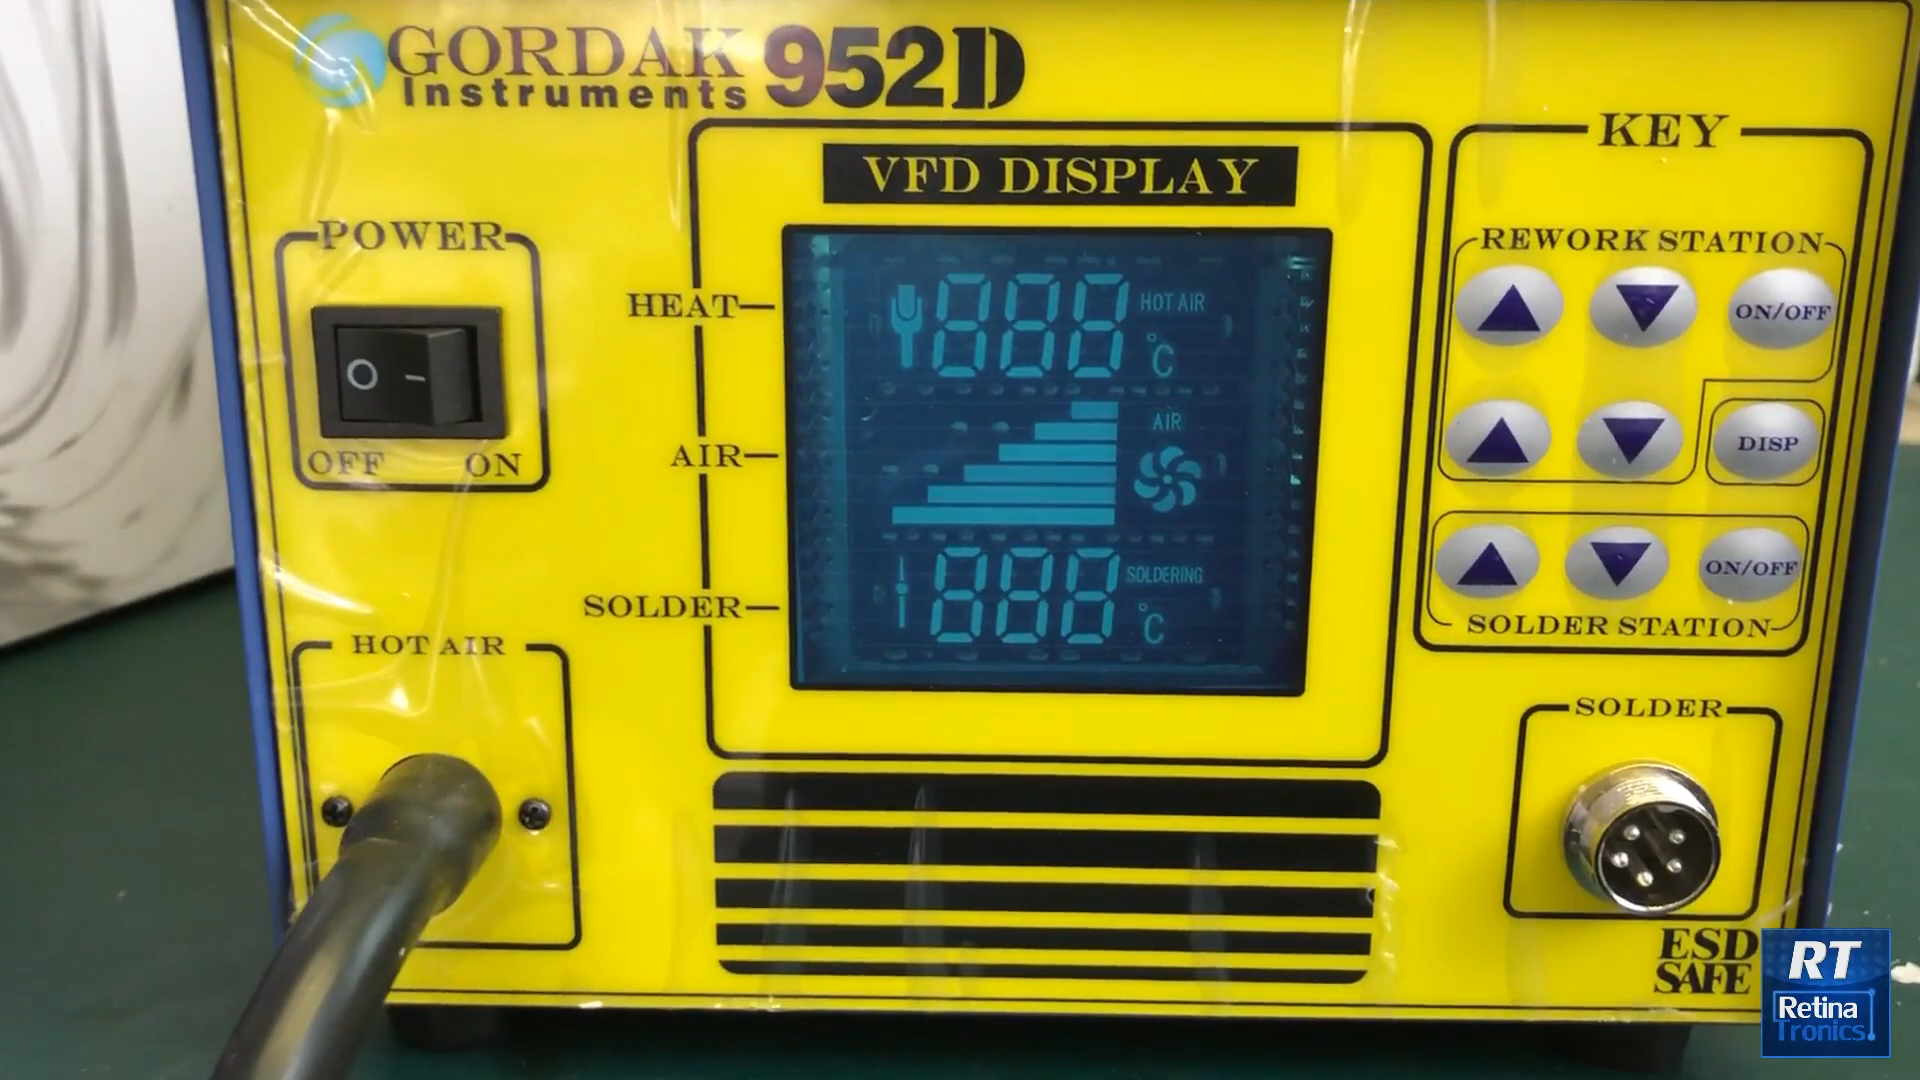 GORDAK 952D
Instruments
KEY
VFD DISPLAY
POWER
REWORK STATION
HEAT
888 HOT AIR
°C
ON/OFF
O –
AIR
AIR
DISP
OFF ON
888 SOLDERING
°C
ON/OFF
SOLDER
SOLDER STATION
HOT AIR
SOLDER
ESD
SAFE
RT
Retina
Tronics